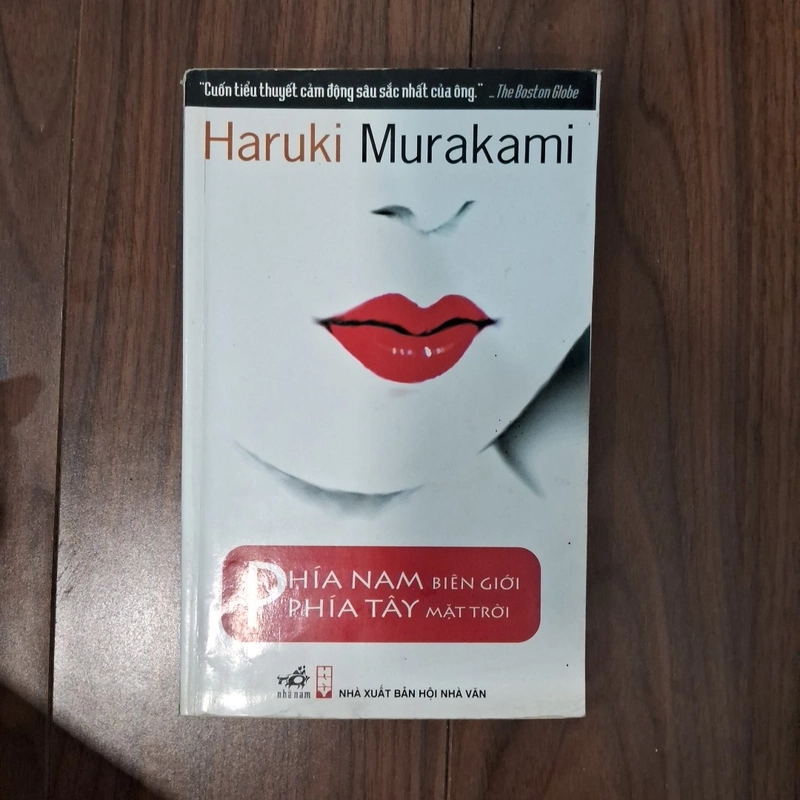 "Cuốn tiểu thuyết cảm động sâu sắc nhất của ông." _ The Boston Globe
Haruki Murakami
PHÍA NAM BIÊN GIỚI
PHÍA TÂY MẶT TRỜI
nhã nam
NHÀ XUẤT BẢN HỘI NHÀ VĂN